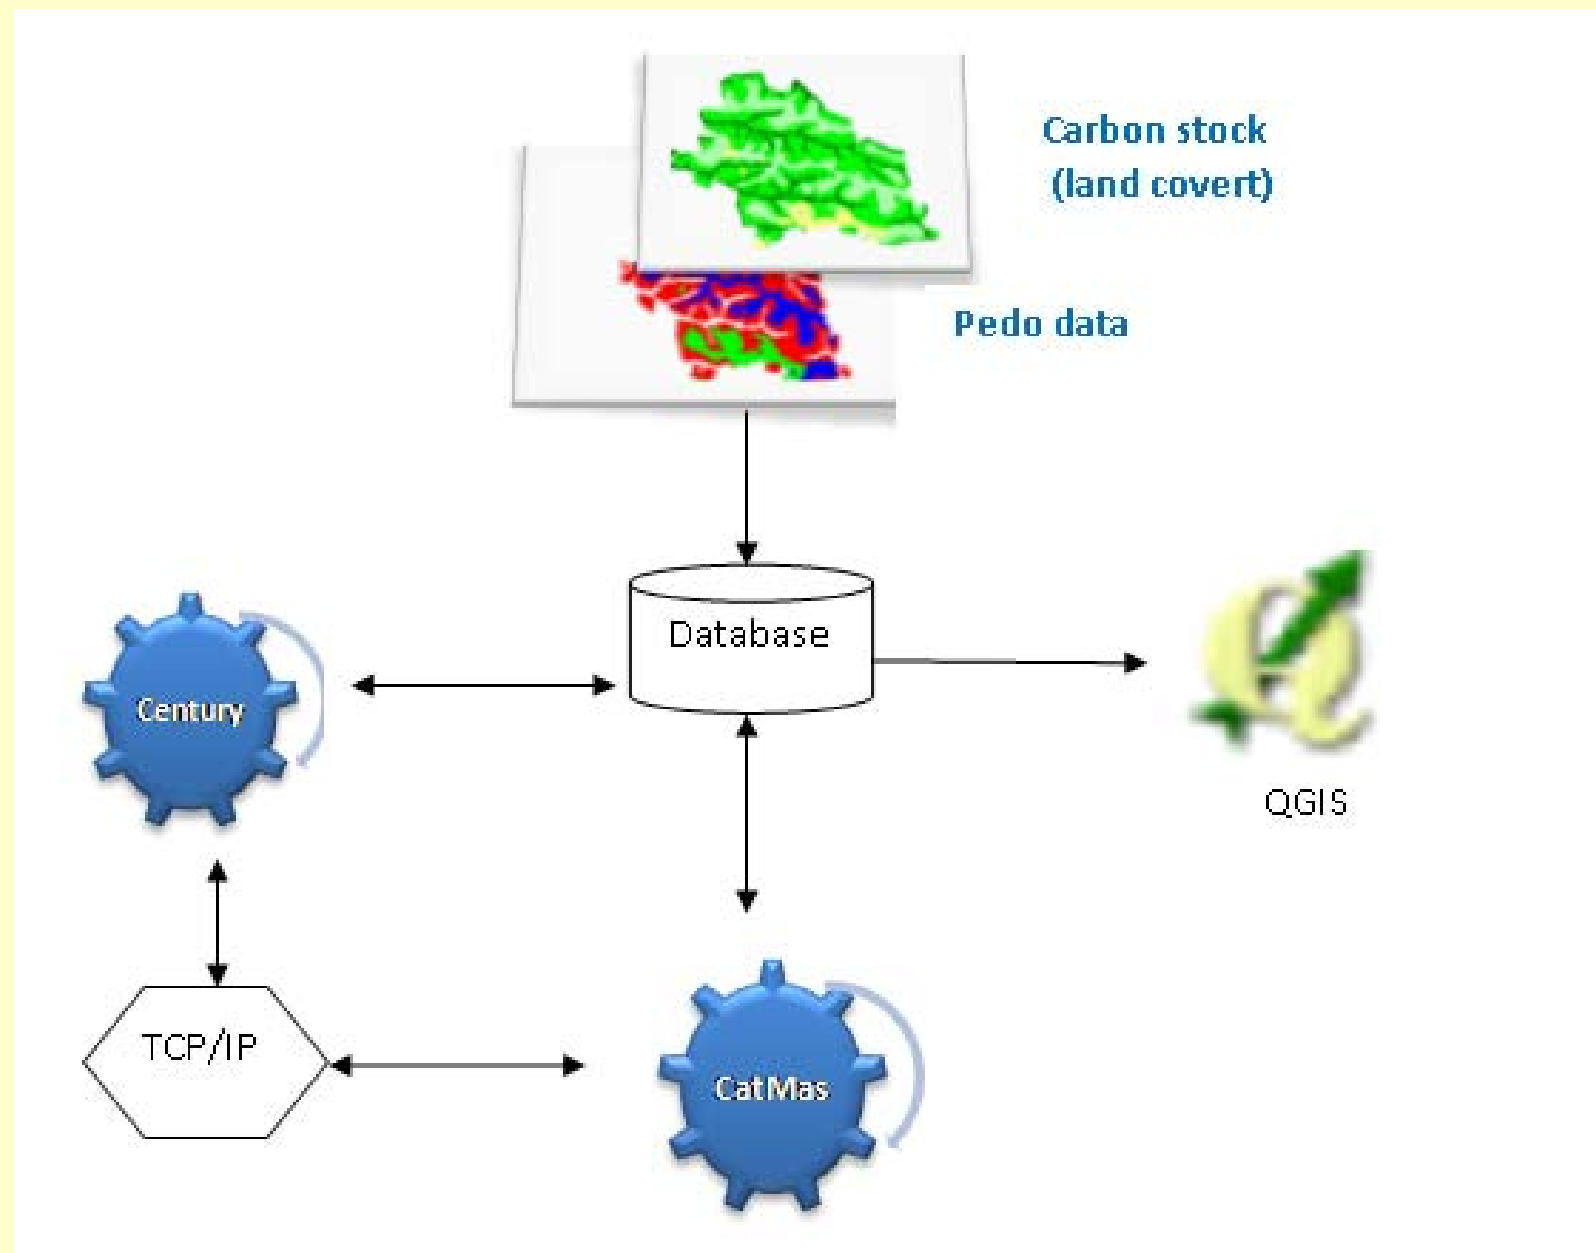 Carbon stock
(land covert)
Pedo data
Database
Century
QGIS
TCP/IP
CatMas